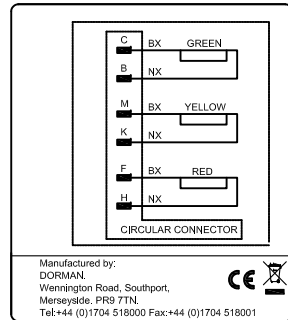 C BX GREEN
B NX
M BX YELLOW
K NX
F BX RED
H NX
CIRCULAR CONNECTOR
Manufactured by:
DORMAN.
Wennington Road, Southport,
Merseyside. PR9 7TN.
Tel:+44 (0)1704 518000 Fax:+44 (0)1704 518001
CE